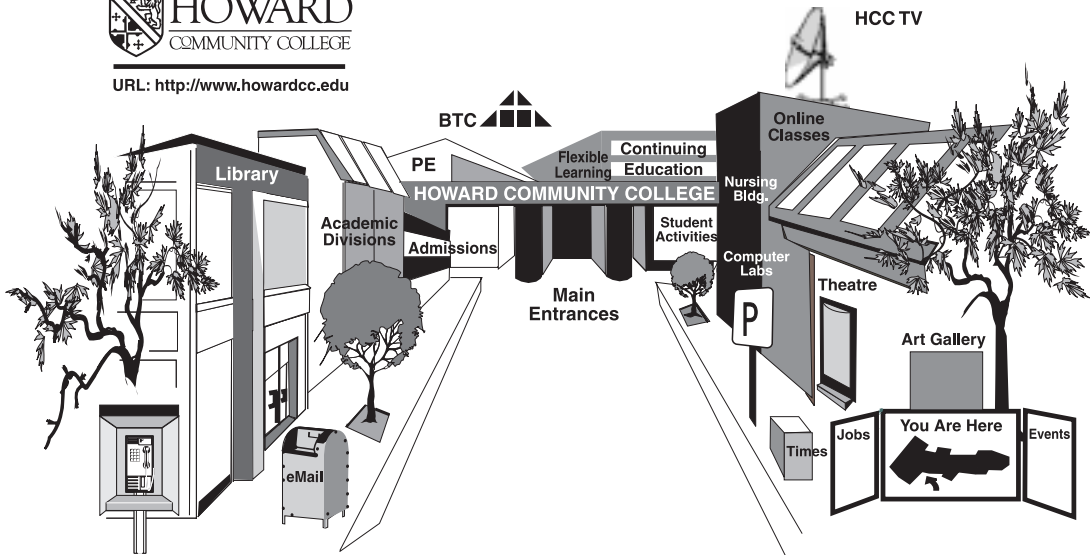 HOWARD
COMMUNITY COLLEGE
URL: http://www.howardcc.edu
HCC TV
BTC
Online
Classes
Library
PE
Flexible
Learning
Continuing
Education
HOWARD COMMUNITY COLLEGE
Nursing
Bldg.
Academic
Divisions
Admissions
Student
Activities
Computer
Labs
Main
Entrances
P
Theatre
Art Gallery
Jobs
You Are Here
Events
Times
eMail